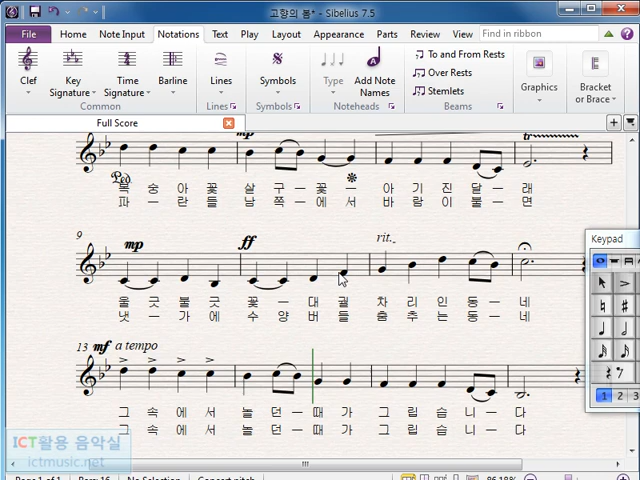 고향의 봄* - Sibelius 7.5
File Home Note Input Notations Text Play Layout Appearance Parts Review View Find in ribbon
Clef Key Signature Time Signature Barline Lines Symbols Type Add Note Names To and From Rests Over Rests Stemlets Graphics Bracket or Brace
Common Lines Symbols Noteheads Beams
Full Score
mp tr
Ped
복 숭 아 꽃 살 구 - 꽃 - 아 기 진 달 - 래
파 - 란 들 남 쪽 - 에 서 바 람 이 불 - 면
9 mp ff rit.
울 긋 불 긋 꽃 - 대 궐 차 리 인 동 - 네
냇 - 가 에 수 양 버 들 춤 추 는 동 - 네
13 mf a tempo
그 속 에 서 놀 던 - 때 가 그 립 습 니 - 다
그 속 에 서 놀 던 - 때 가 그 립 습 니 - 다
Keypad
1 2 3
ICT활용 음악실
ictmusic.net
Page 1 of 1 Bars: 16 No Selection Concert pitch 86.18%